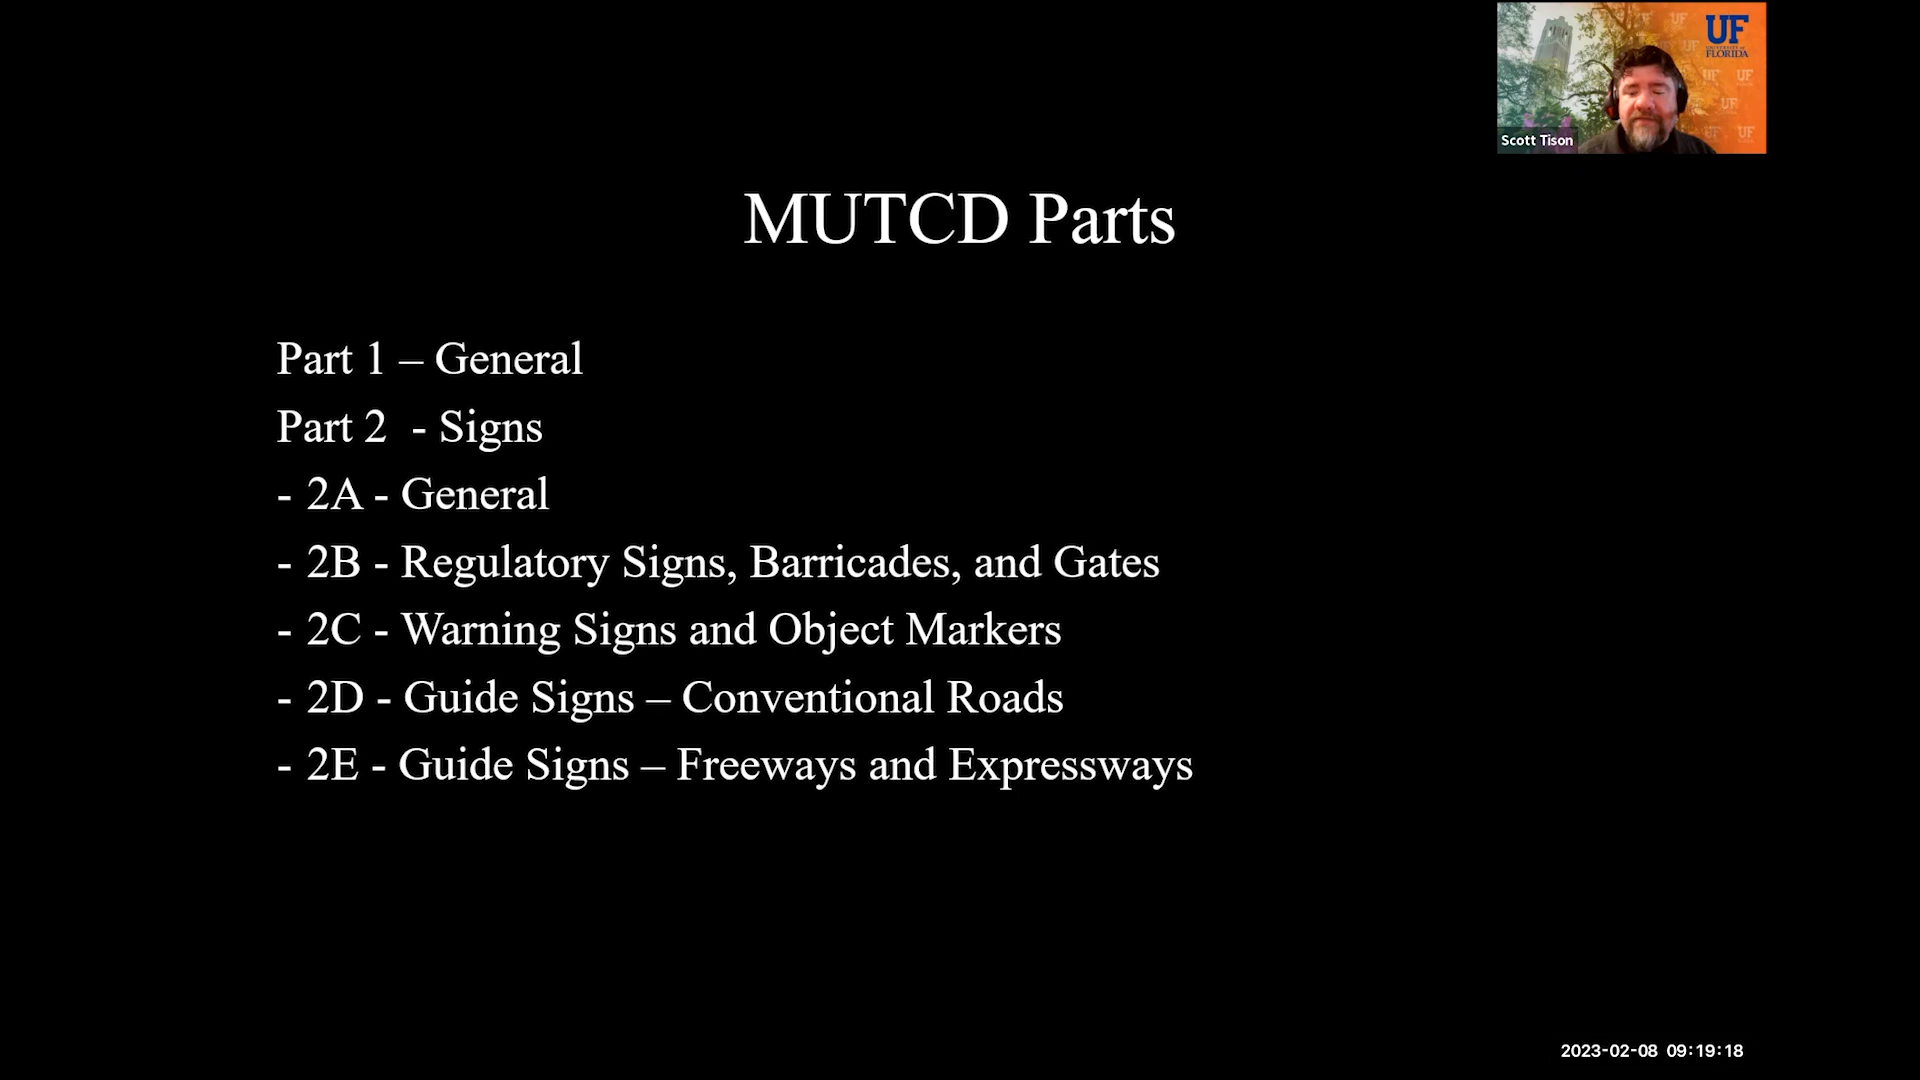 UF
UNIVERSITY of
FLORIDA
Scott Tison
MUTCD Parts
Part 1 – General
Part 2  - Signs
- 2A - General
- 2B - Regulatory Signs, Barricades, and Gates
- 2C - Warning Signs and Object Markers
- 2D - Guide Signs – Conventional Roads
- 2E - Guide Signs – Freeways and Expressways
2023-02-08 09:19:18